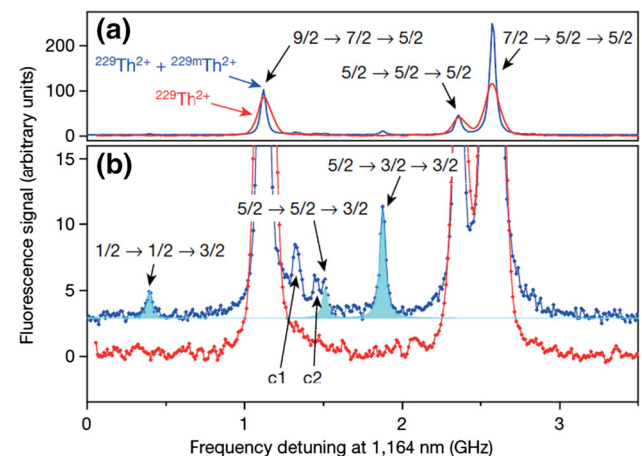 (a)
9/2 → 7/2 → 5/2
7/2 → 5/2 → 5/2
²²⁹Th²⁺ + ²²⁹ᵐTh²⁺
5/2 → 5/2 → 5/2
²²⁹Th²⁺
200
100
0
(b)
5/2 → 3/2 → 3/2
5/2 → 5/2 → 3/2
1/2 → 1/2 → 3/2
15
10
5
0
c1
c2
0
1
2
3
Fluorescence signal (arbitrary units)
Frequency detuning at 1,164 nm (GHz)